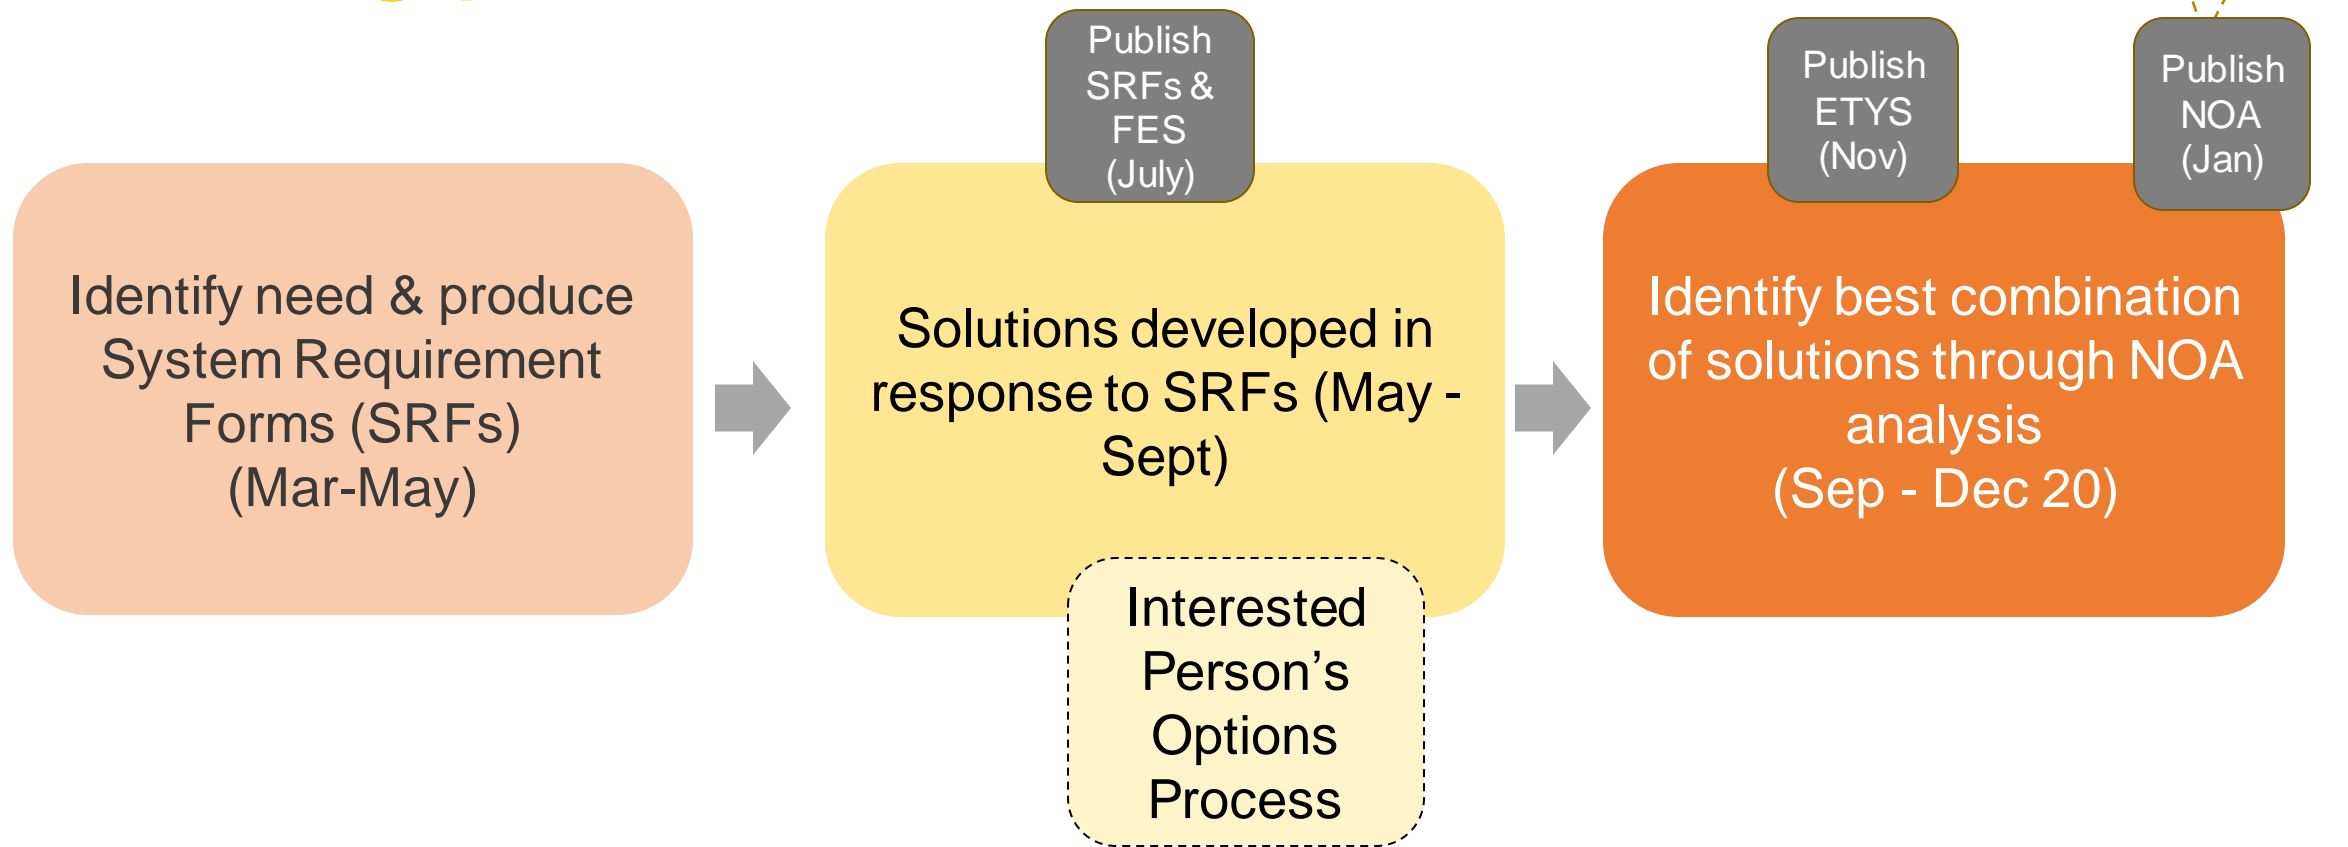 Publish
SRFs &
FES
(July)
Publish
ETYS
(Nov)
Publish
NOA
(Jan)
Identify need & produce
System Requirement
Forms (SRFs)
(Mar-May)
Solutions developed in
response to SRFs (May -
Sept)
Identify best combination
of solutions through NOA
analysis
(Sep - Dec 20)
Interested
Person’s
Options
Process